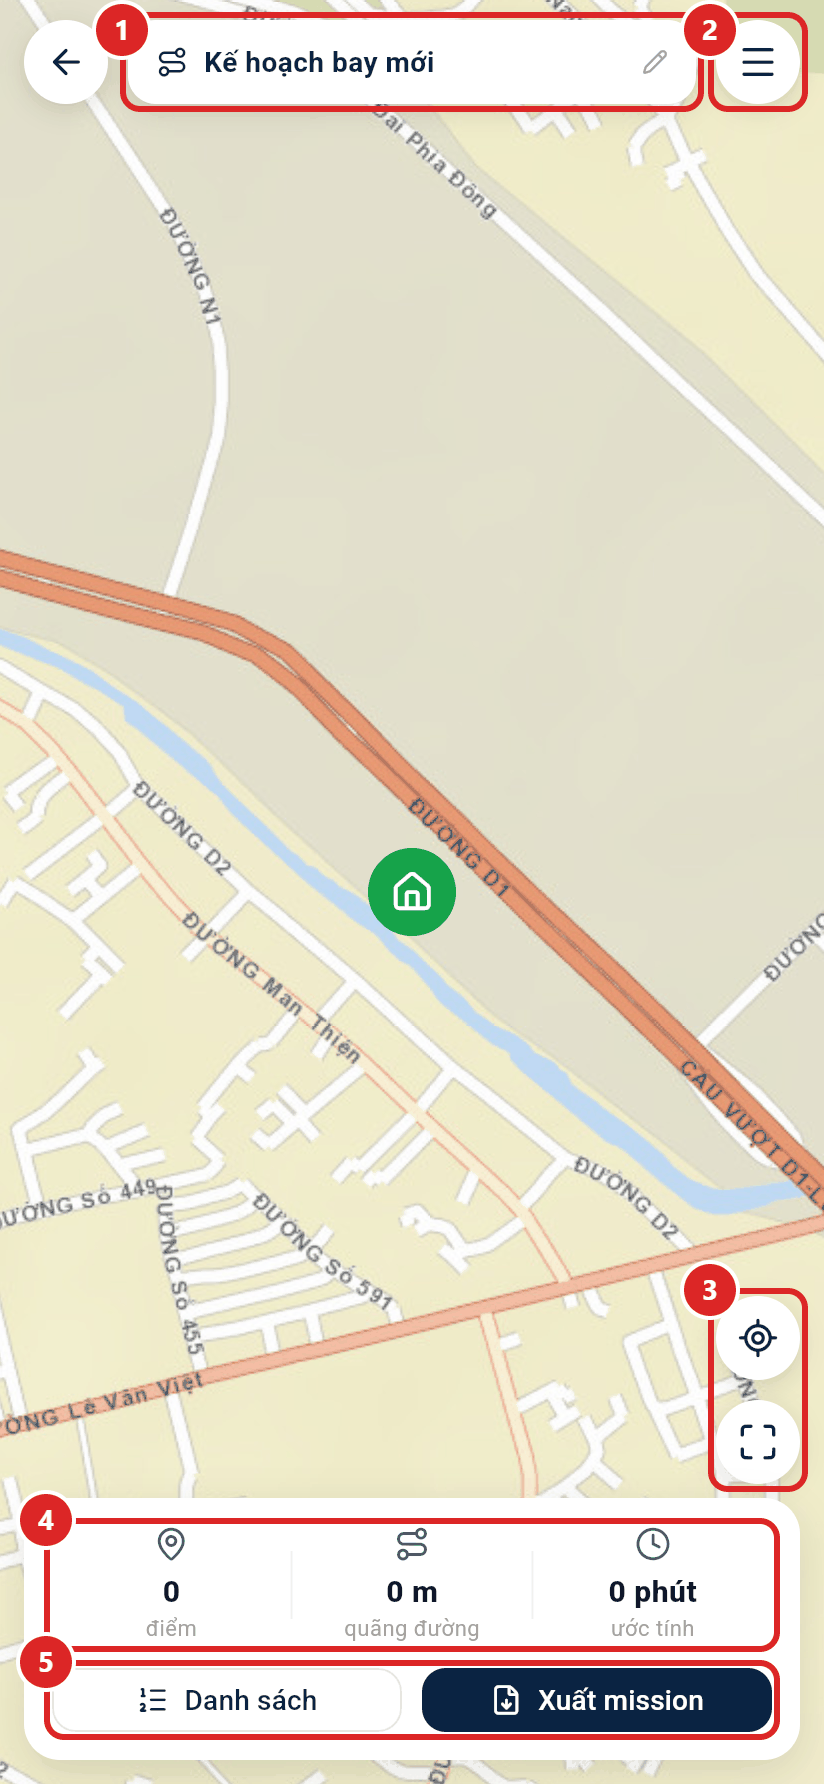 1
Kế hoạch bay mới
2
Đai Phía Đông
ĐƯỜNG N1
ĐƯỜNG D1
ĐƯỜNG D2
ĐƯỜNG Man Thiện
ĐƯỜNG
CẦU VƯỢT D1-L
ĐƯỜNG D2
ĐƯỜNG Số 449
ĐƯỜNG Số 455
ĐƯỜNG Số 591
3
ỜNG Lê Văn Việt
4
0
điểm
0 m
quãng đường
0 phút
ước tính
5
Danh sách
Xuất mission